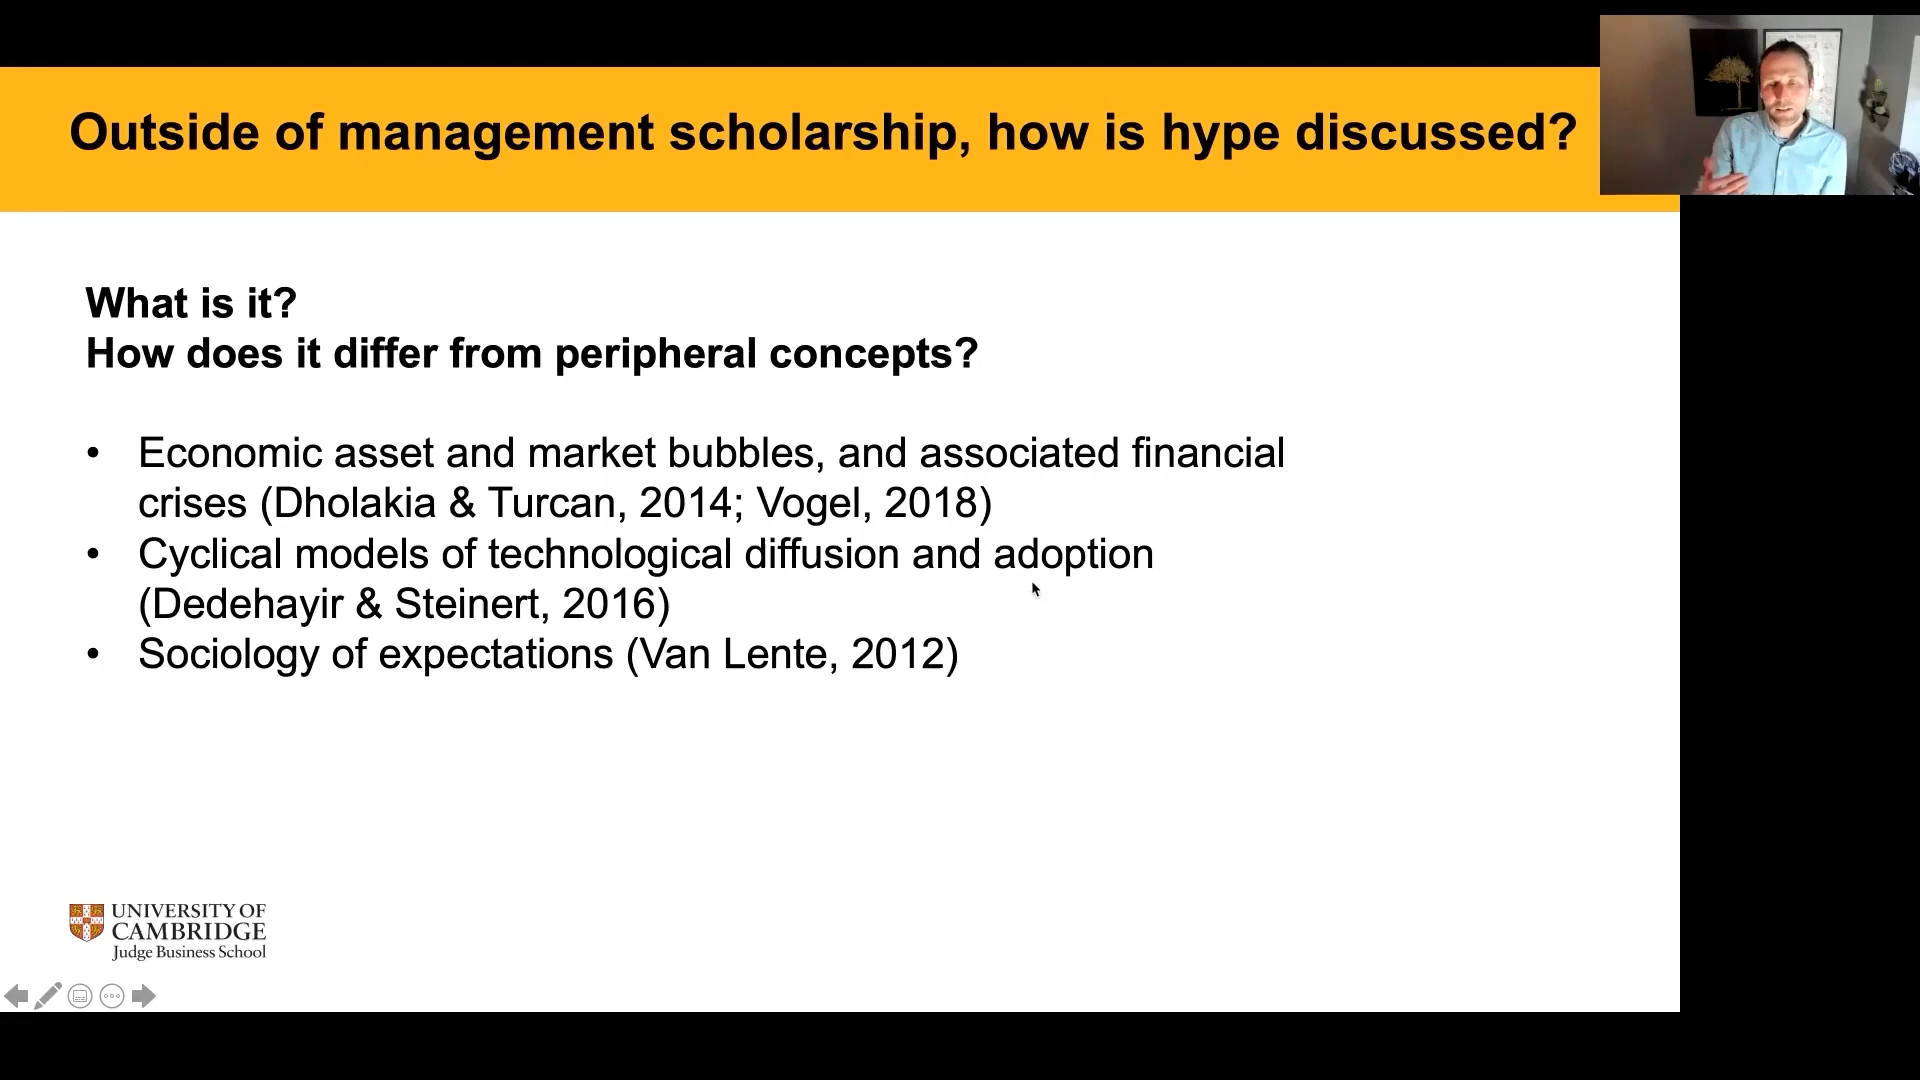 Outside of management scholarship, how is hype discussed?
What is it?
How does it differ from peripheral concepts?
• Economic asset and market bubbles, and associated financial
crises (Dholakia & Turcan, 2014; Vogel, 2018)
• Cyclical models of technological diffusion and adoption
(Dedehayir & Steinert, 2016)
• Sociology of expectations (Van Lente, 2012)
UNIVERSITY OF
CAMBRIDGE
Judge Business School